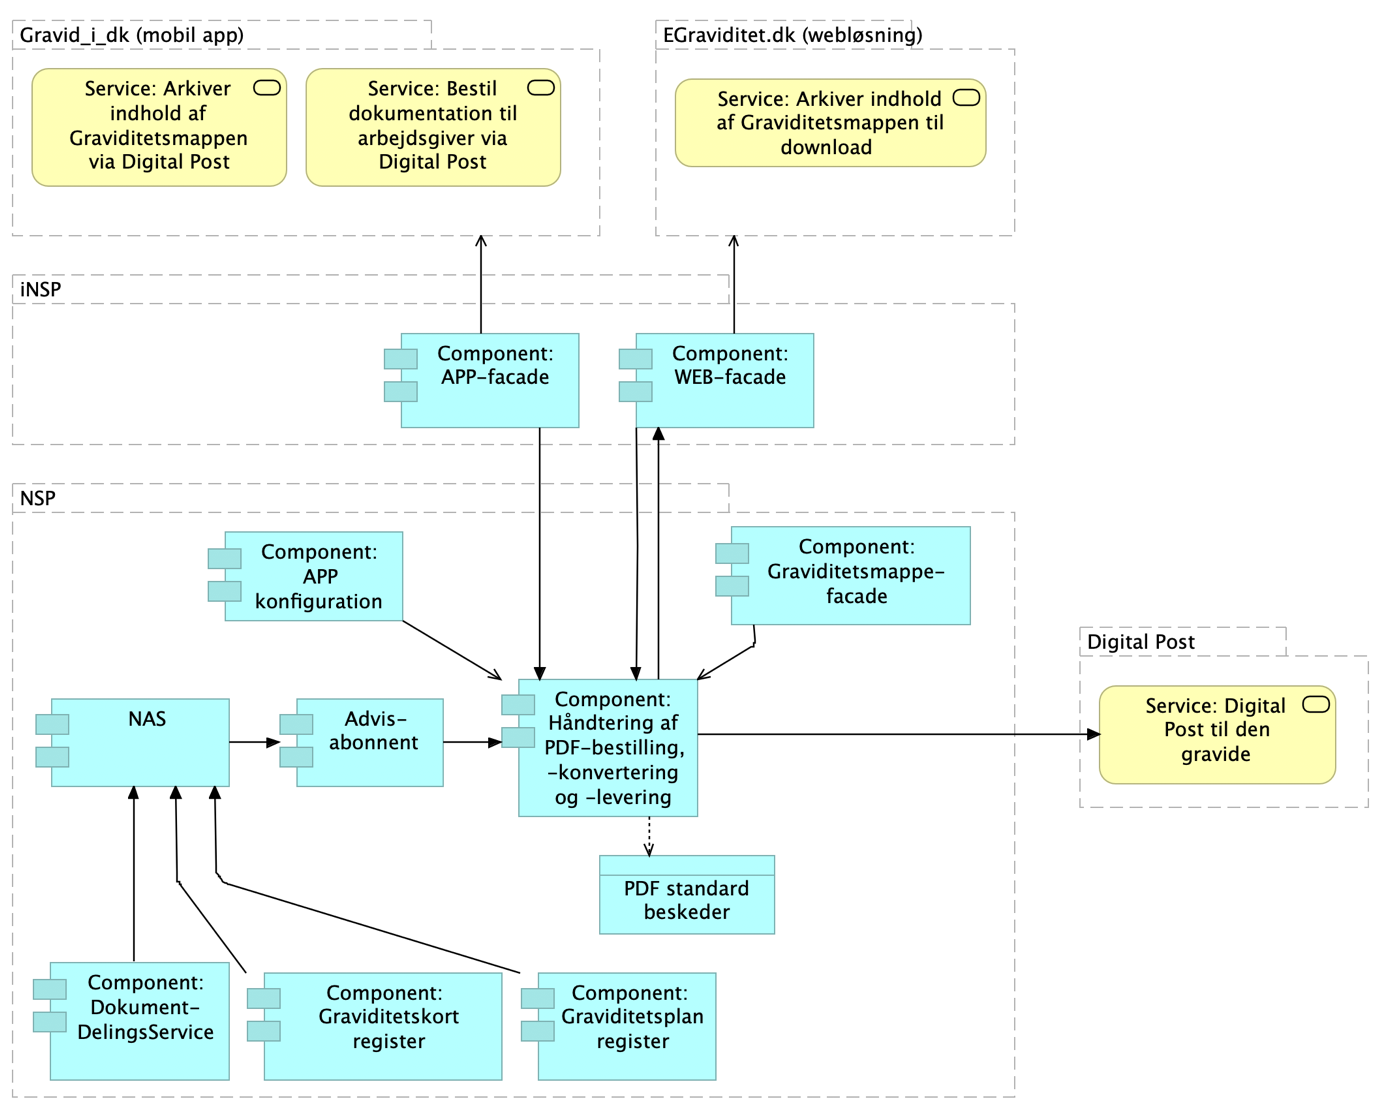 Gravid_i_dk (mobil app)
Service: Arkiver
indhold af
Graviditetsmappen
via Digital Post
Service: Bestil
dokumentation til
arbejdsgiver via
Digital Post
EGraviditet.dk (webløsning)
Service: Arkiver indhold
af Graviditetsmappen til
download
iNSP
Component:
APP-facade
Component:
WEB-facade
NSP
Component:
APP
konfiguration
Component:
Graviditetsmappe-
facade
NAS
Advis-
abonnent
Component:
Håndtering af
PDF-bestilling,
-konvertering
og -levering
Digital Post
Service: Digital
Post til den
gravide
PDF standard
beskeder
Component:
Dokument-
DelingsService
Component:
Graviditetskort
register
Component:
Graviditetsplan
register